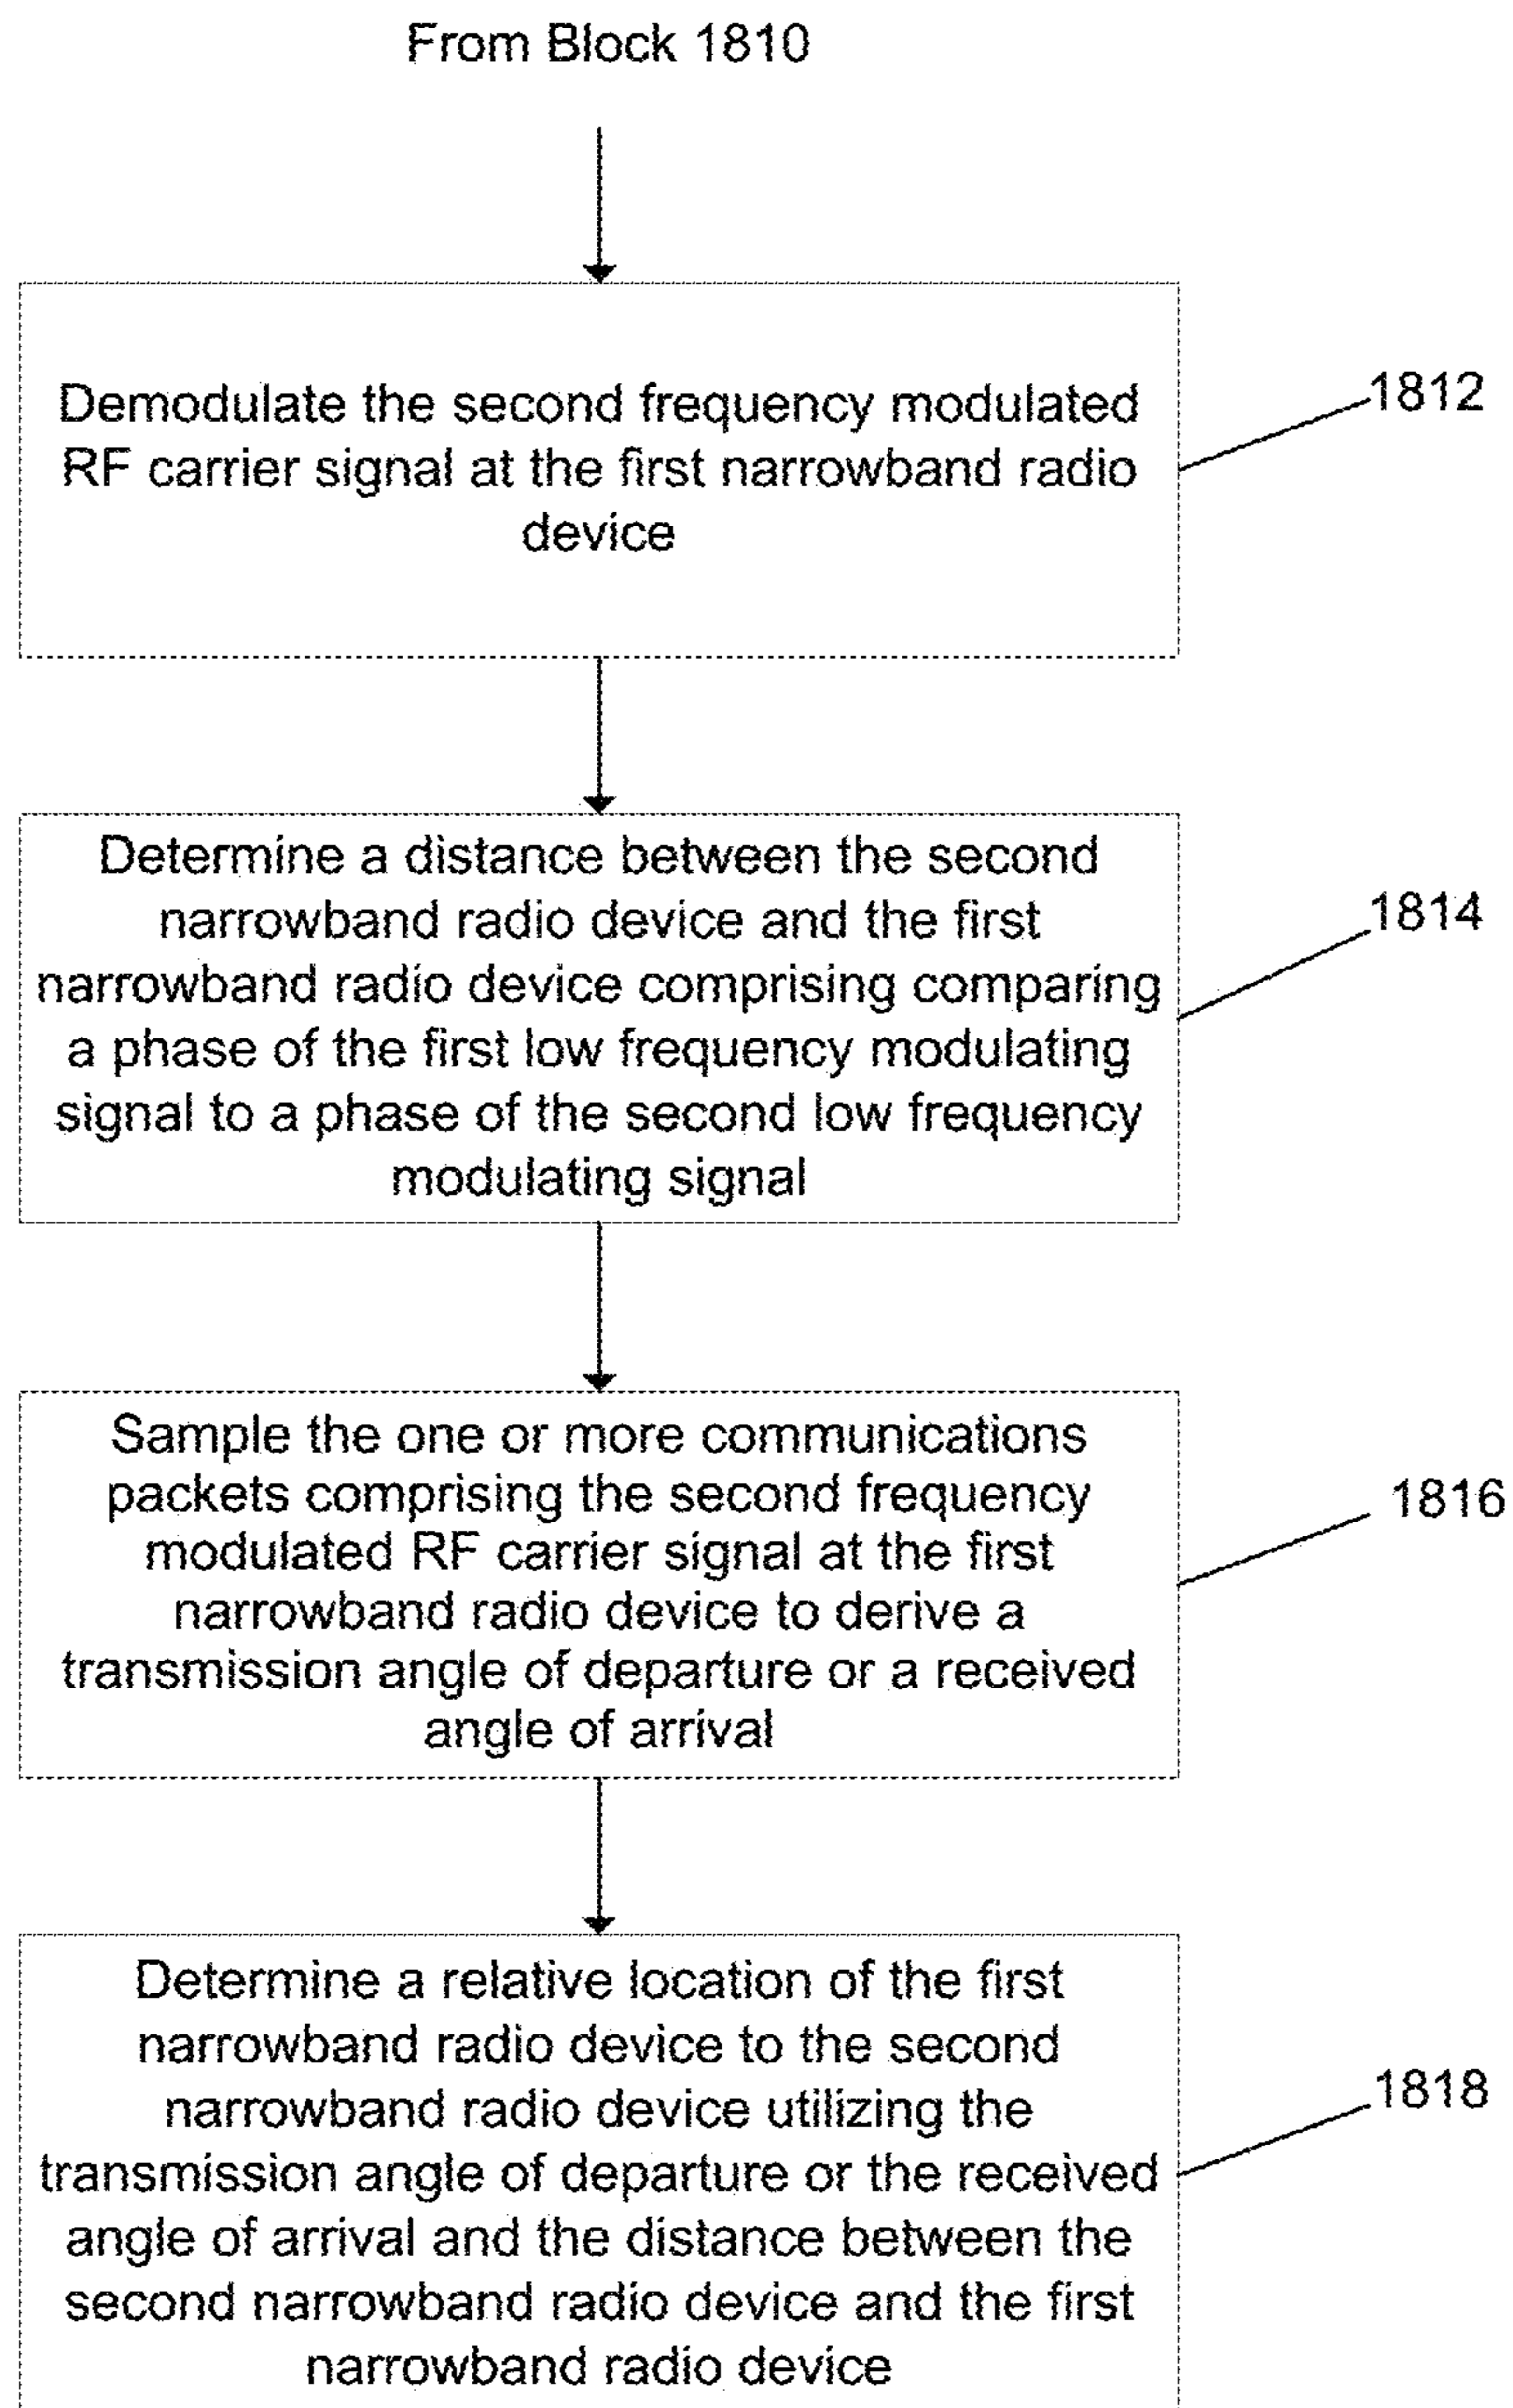 From Block 1810
Demodulate the second frequency modulated
RF carrier signal at the first narrowband radio
device
1812
Determine a distance between the second
narrowband radio device and the first
narrowband radio device comprising comparing
a phase of the first low frequency modulating
signal to a phase of the second low frequency
modulating signal
1814
Sample the one or more communications
packets comprising the second frequency
modulated RF carrier signal at the first
narrowband radio device to derive a
transmission angle of departure or a received
angle of arrival
1816
Determine a relative location of the first
narrowband radio device to the second
narrowband radio device utilizing the
transmission angle of departure or the received
angle of arrival and the distance between the
second narrowband radio device and the first
narrowband radio device
1818